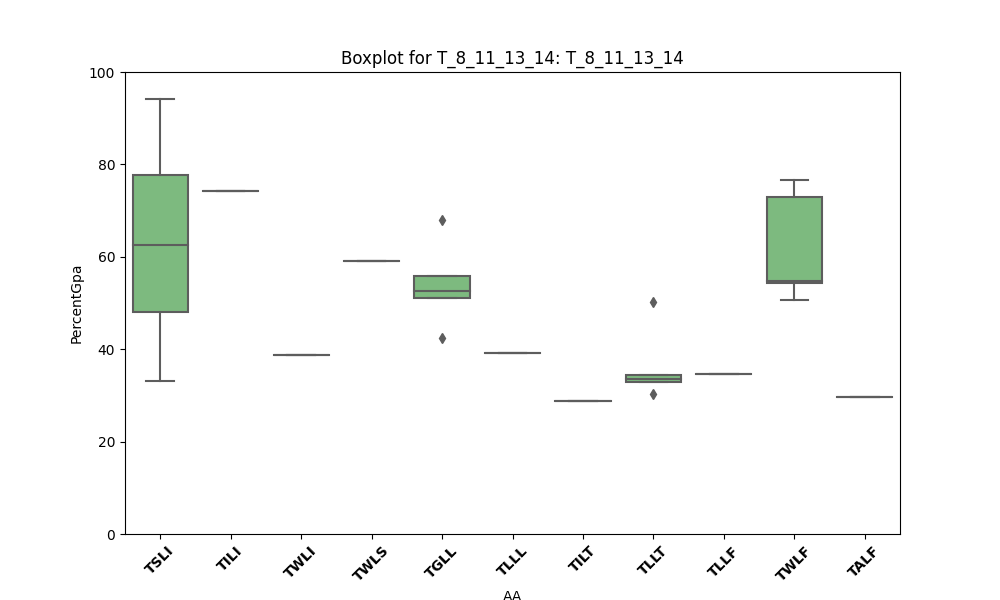 Boxplot for T_8_11_13_14: T_8_11_13_14
100
80
60
40
20
0
PercentGpa
TSLI
TILI
TWLI
TWLS
TGLL
TLLL
TILT
TLLT
TLLF
TWLF
TALF
AA